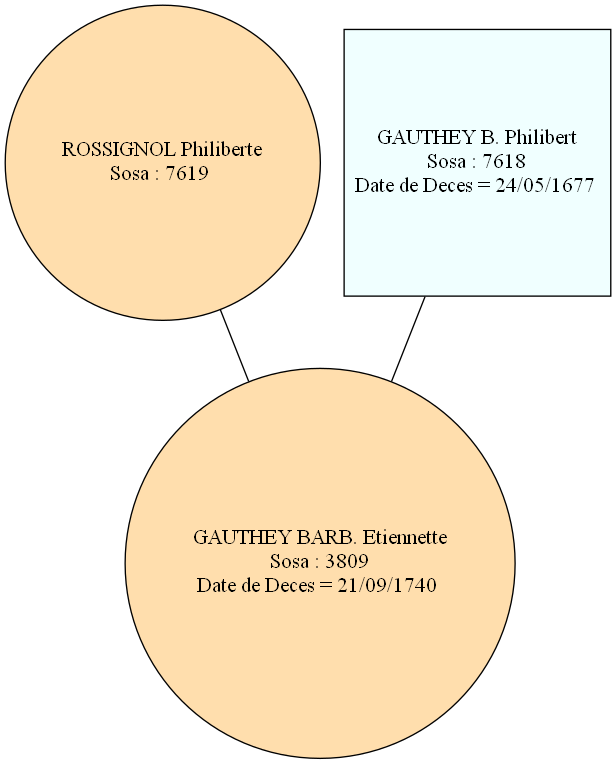 ROSSIGNOL Philiberte
Sosa : 7619
GAUTHEY B. Philibert
Sosa : 7618
Date de Deces = 24/05/1677
GAUTHEY BARB. Etiennette
Sosa : 3809
Date de Deces = 21/09/1740